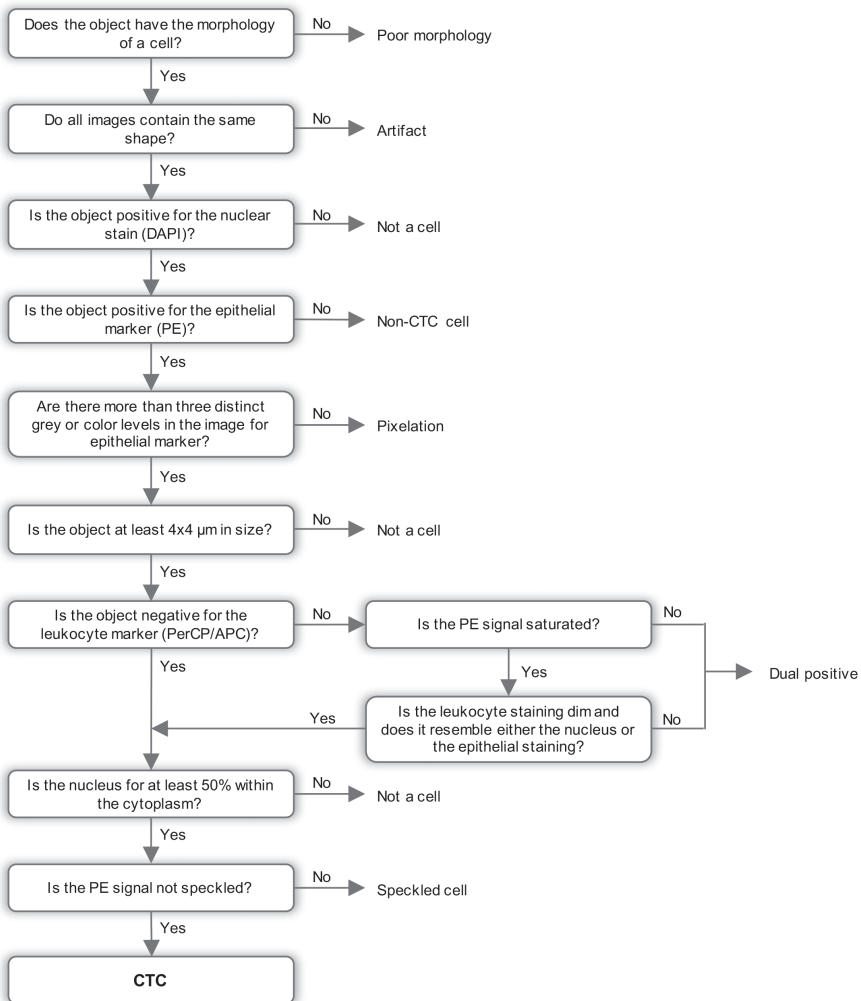 Does the object have the morphology
of a cell?
No
Poor morphology
Yes
Do all images contain the same
shape?
No
Artifact
Yes
Is the object positive for the nuclear
stain (DAPI)?
No
Not a cell
Yes
Is the object positive for the epithelial
marker (PE)?
No
Non-CTC cell
Yes
Are there more than three distinct
grey or color levels in the image for
epithelial marker?
No
Pixelation
Yes
Is the object at least 4x4 µm in size?
No
Not a cell
Yes
Is the object negative for the
leukocyte marker (PerCP/APC)?
No
Is the PE signal saturated?
No
Yes
Yes
Dual positive
Is the leukocyte staining dim and
does it resemble either the nucleus or
the epithelial staining?
Yes
No
Is the nucleus for at least 50% within
the cytoplasm?
No
Not a cell
Yes
Is the PE signal not speckled?
No
Speckled cell
Yes
CTC